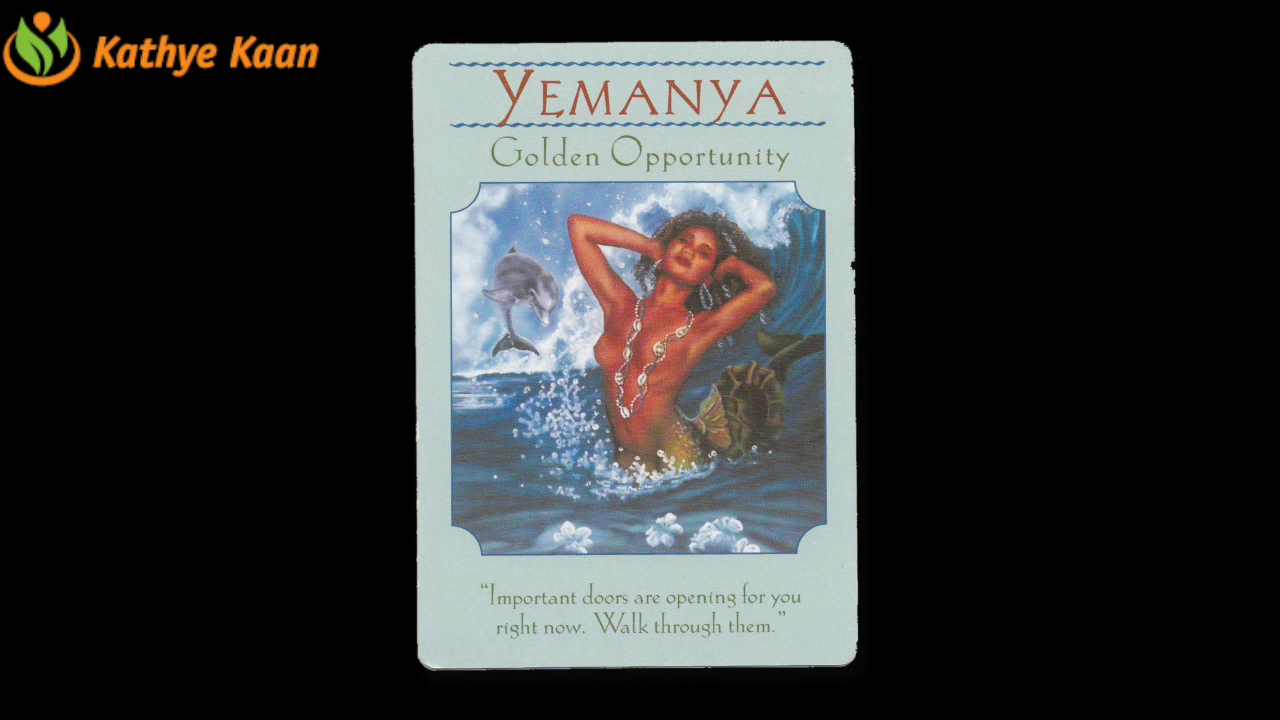 Kathye Kaan
YEMANYA
Golden Opportunity
“Important doors are opening for you
right now. Walk through them.”